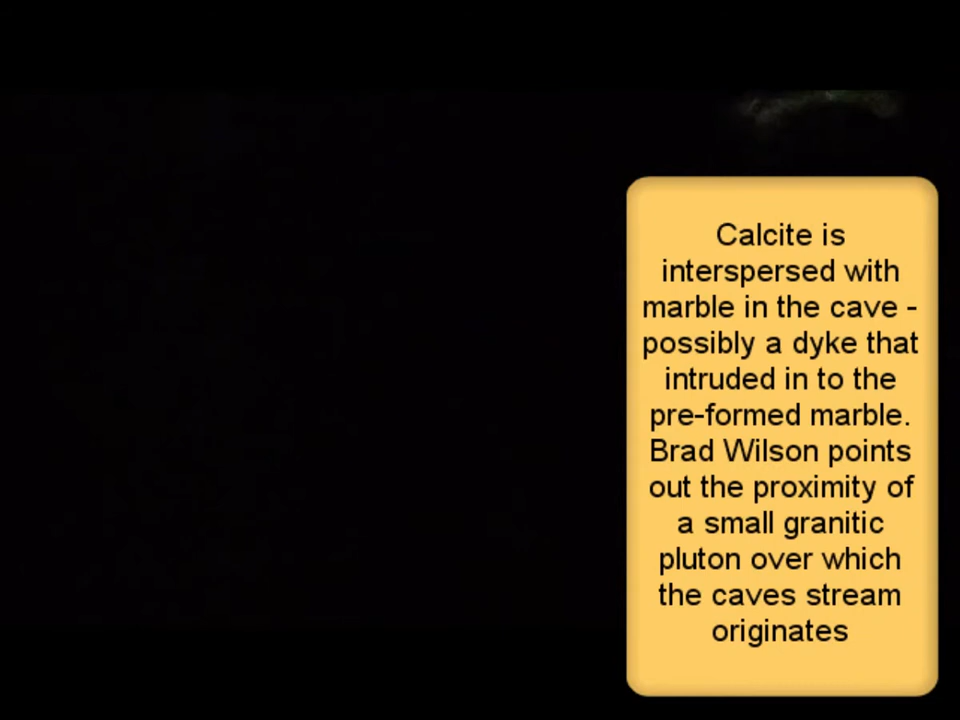 Calcite is
interspersed with
marble in the cave -
possibly a dyke that
intruded in to the
pre-formed marble.
Brad Wilson points
out the proximity of
a small granitic
pluton over which
the caves stream
originates